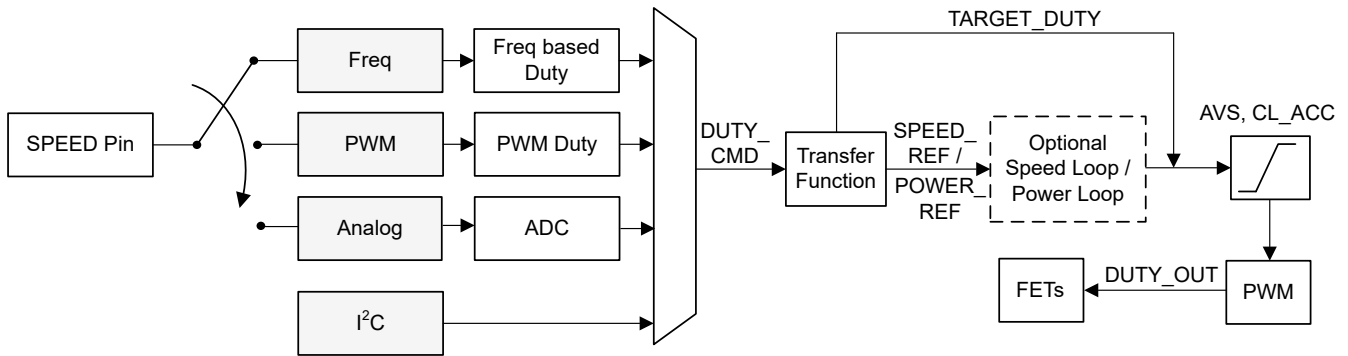 TARGET_DUTY
Freq
Freq based
Duty
AVS, CL_ACC
SPEED Pin
PWM
PWM Duty
DUTY_
CMD
Transfer
Function
SPEED_
REF /
POWER_
REF
Optional
Speed Loop /
Power Loop
Analog
ADC
FETs
DUTY_OUT
PWM
I²C